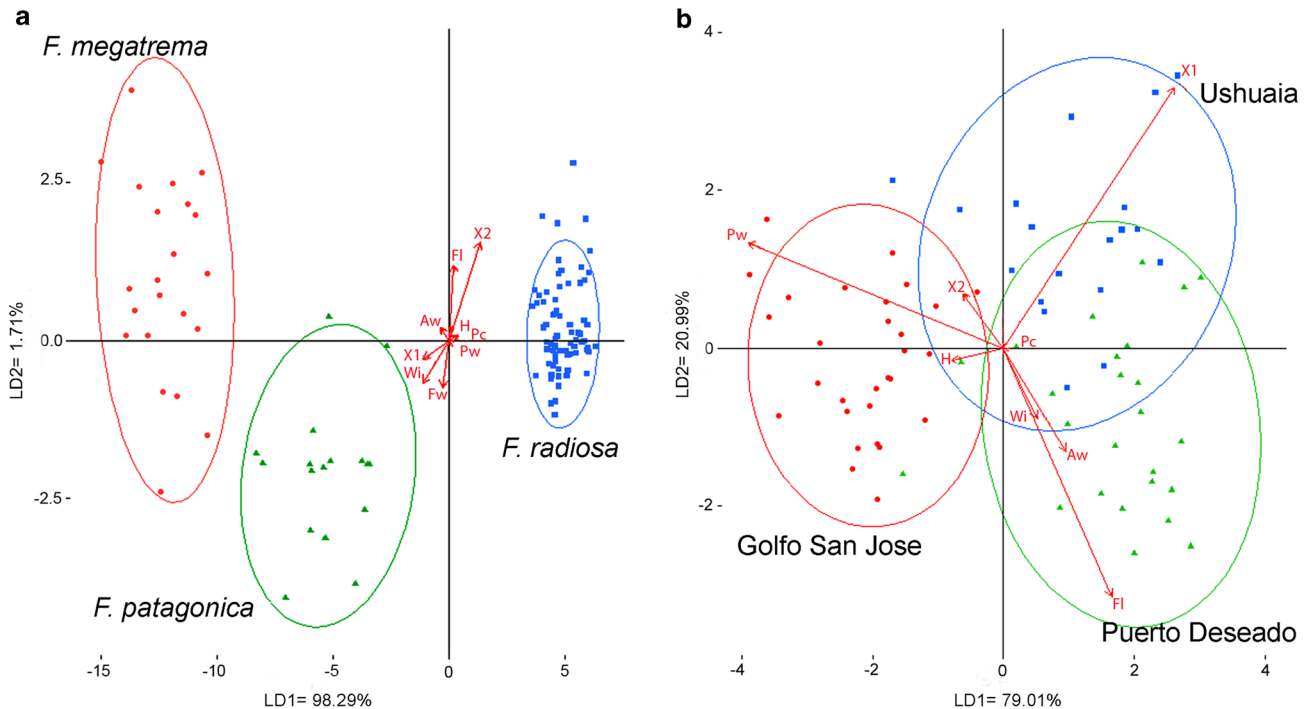 a
F. megatrema
2.5
0.0
-2.5
LD2= 1.71%
X2
Fl
Aw
H
Pc
X1
Pw
Wi
Fw
F. radiosa
F. patagonica
-15
-10
-5
0
5
LD1= 98.29%
b
4
2
0
-2
LD2= 20.99%
X1
Ushuaia
Pw
X2
Pc
H
Wi
Aw
Golfo San Jose
Fl
Puerto Deseado
-4
-2
0
2
4
LD1= 79.01%